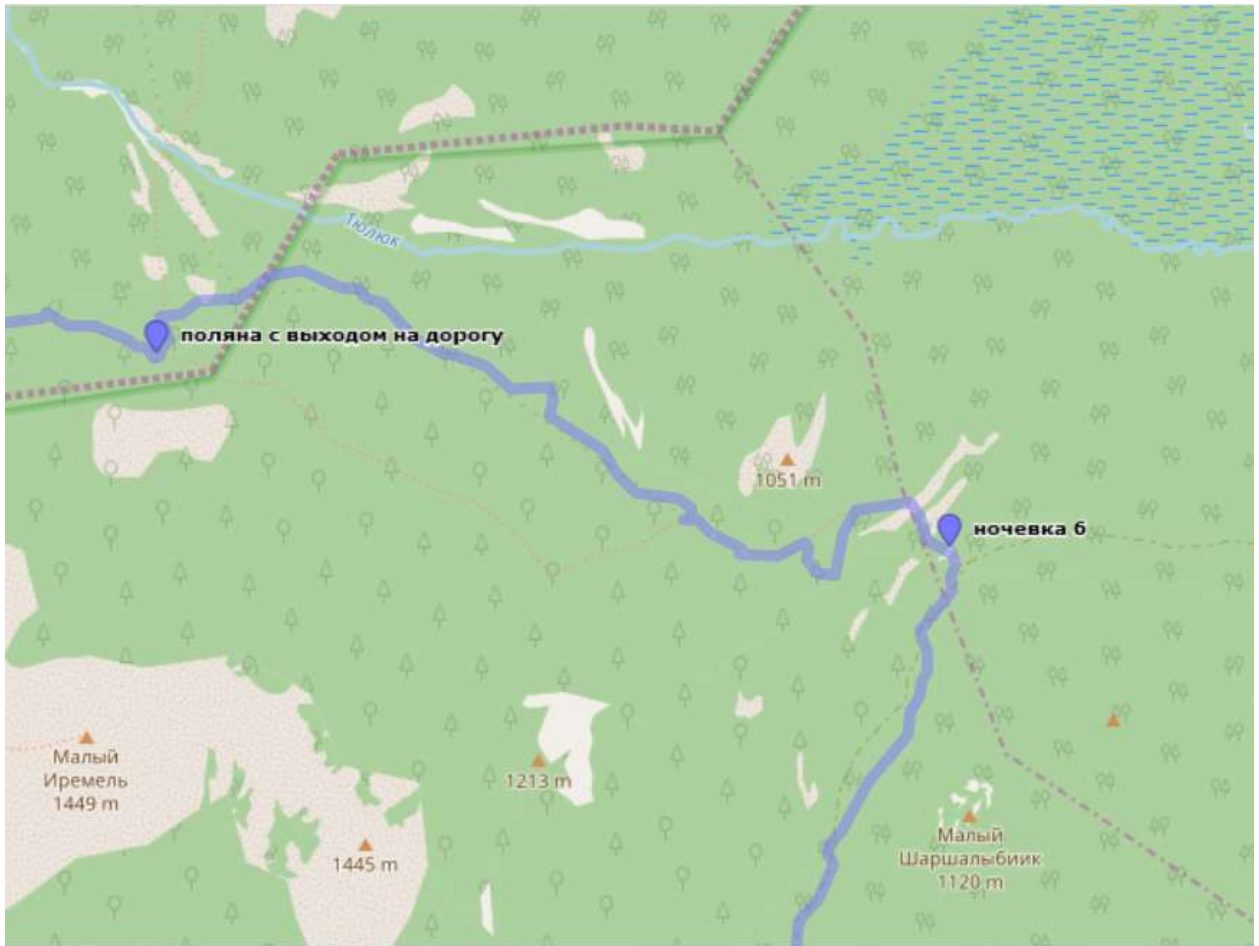 Тюлюк
поляна с выходом на дорогу
1051 m
ночевка 6
Малый
Иремель
1449 m
1213 m
1445 m
Малый
Шаршалыбиик
1120 m